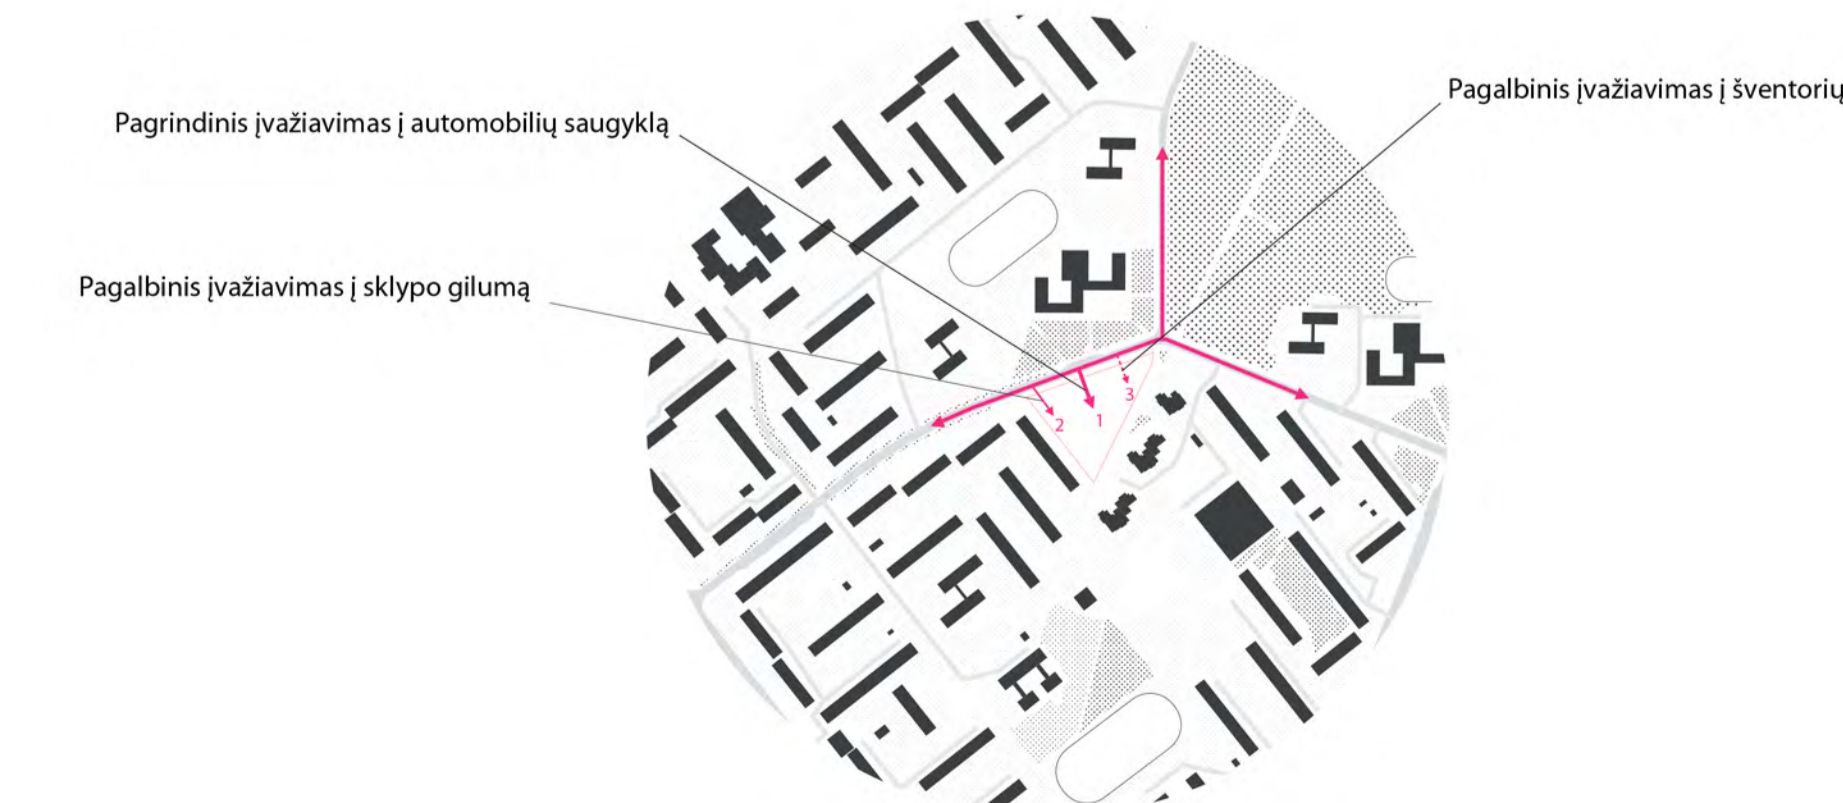 Pagalbinis įvažiavimas į šventorių
Pagrindinis įvažiavimas į automobilių saugyklą
Pagalbinis įvažiavimas į sklypo gilumą
3
1
2